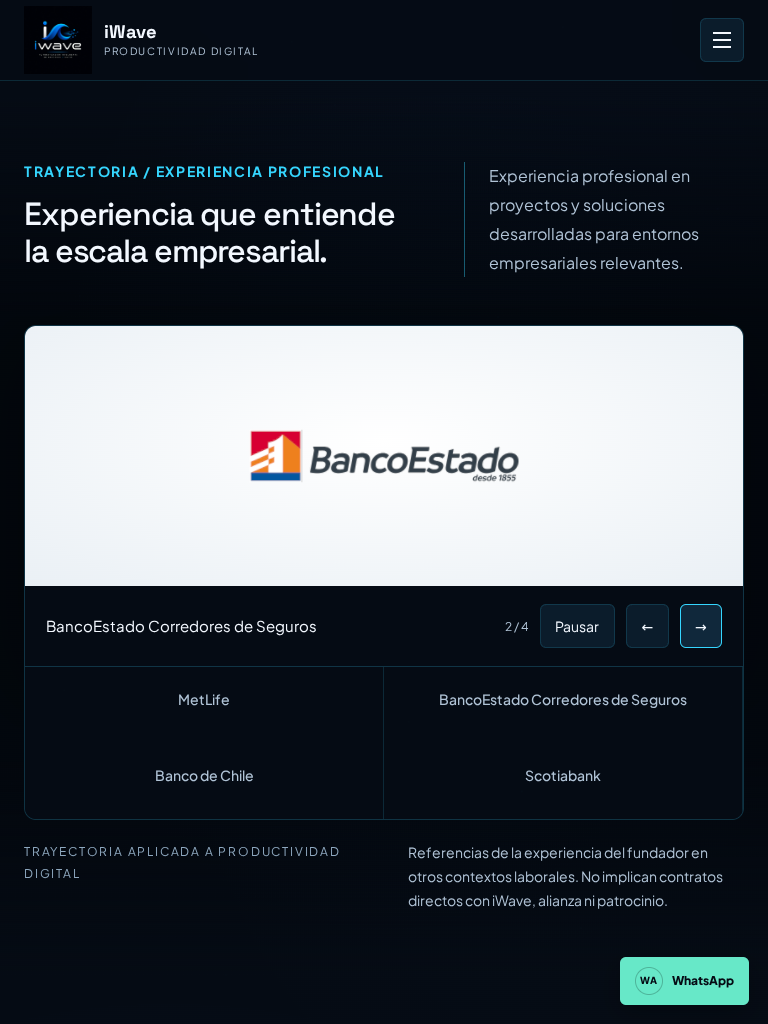 iwave
iWave
PRODUCTIVIDAD DIGITAL
TRAYECTORIA / EXPERIENCIA PROFESIONAL
Experiencia que entiende
la escala empresarial.
Experiencia profesional en
proyectos y soluciones
desarrolladas para entornos
empresariales relevantes.
BancoEstado
desde 1855
BancoEstado Corredores de Seguros
2 / 4
Pausar
←
→
MetLife
BancoEstado Corredores de Seguros
Banco de Chile
Scotiabank
TRAYECTORIA APLICADA A PRODUCTIVIDAD
DIGITAL
Referencias de la experiencia del fundador en
otros contextos laborales. No implican contratos
directos con iWave, alianza ni patrocinio.
WA
WhatsApp